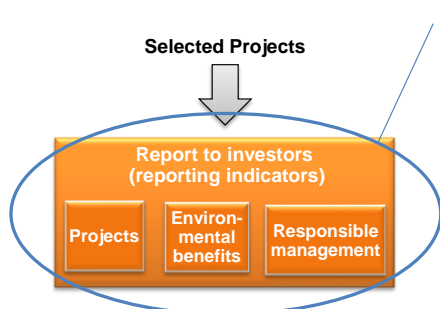 Selected Projects
Report to investors
(reporting indicators)
Projects
Environ-
mental
benefits
Responsible
management